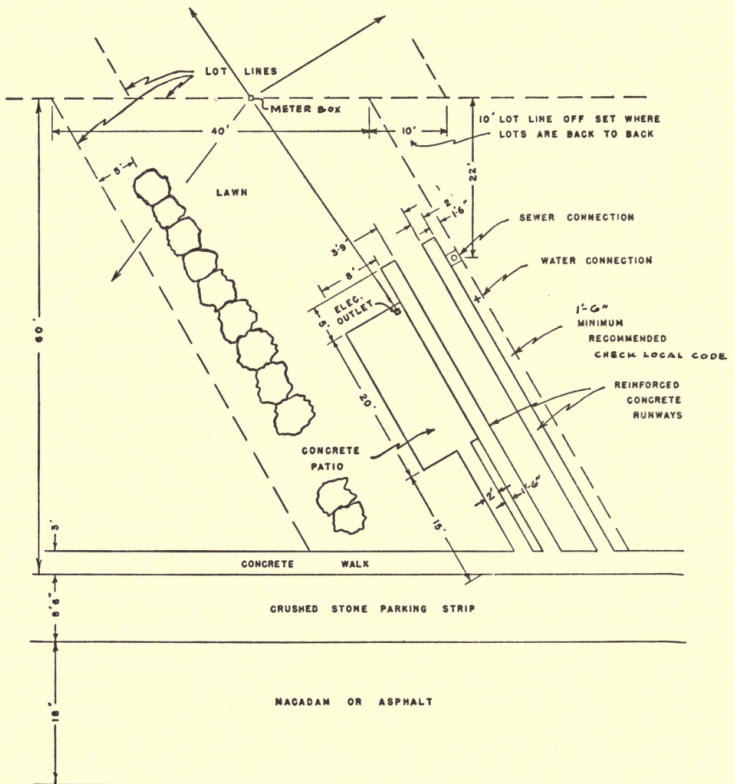 LOT LINES
METER BOX
40'
10'
10' LOT LINE OFF SET WHERE
LOTS ARE BACK TO BACK
22'
5'
LAWN
2'
1'-6"
SEWER CONNECTION
3'9"
8'
WATER CONNECTION
ELEC.
OUTLET
1'-6"
MINIMUM
RECOMMENDED
CHECK LOCAL CODE
60'
20'
REINFORCED
CONCRETE
RUNWAYS
CONCRETE
PATIO
2'
1'-6"
15'
3'
CONCRETE WALK
8'6"
CRUSHED STONE PARKING STRIP
18'
MACADAM OR ASPHALT